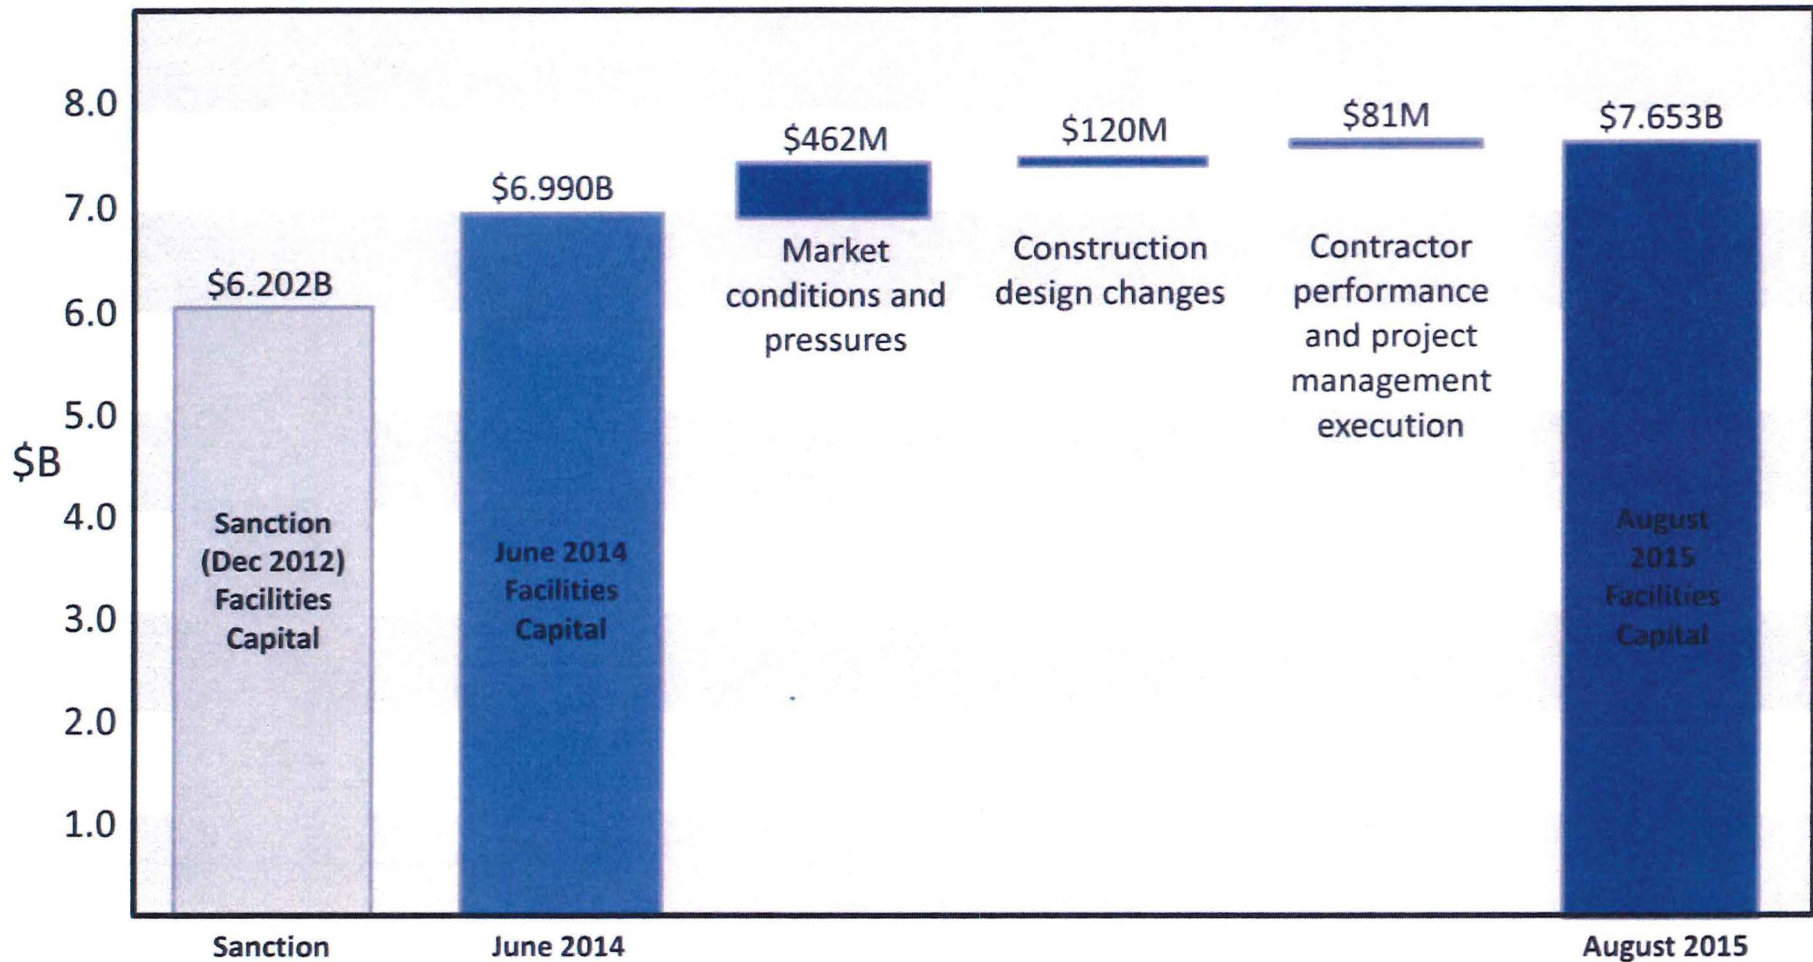 8.0
7.0
6.0
5.0
$B
4.0
3.0
2.0
1.0
$6.202B
Sanction
(Dec 2012)
Facilities
Capital
$6.990B
June 2014
Facilities
Capital
$462M
Market
conditions and
pressures
$120M
Construction
design changes
$81M
Contractor
performance
and project
management
execution
$7.653B
August
2015
Facilities
Capital
Sanction
June 2014
August 2015